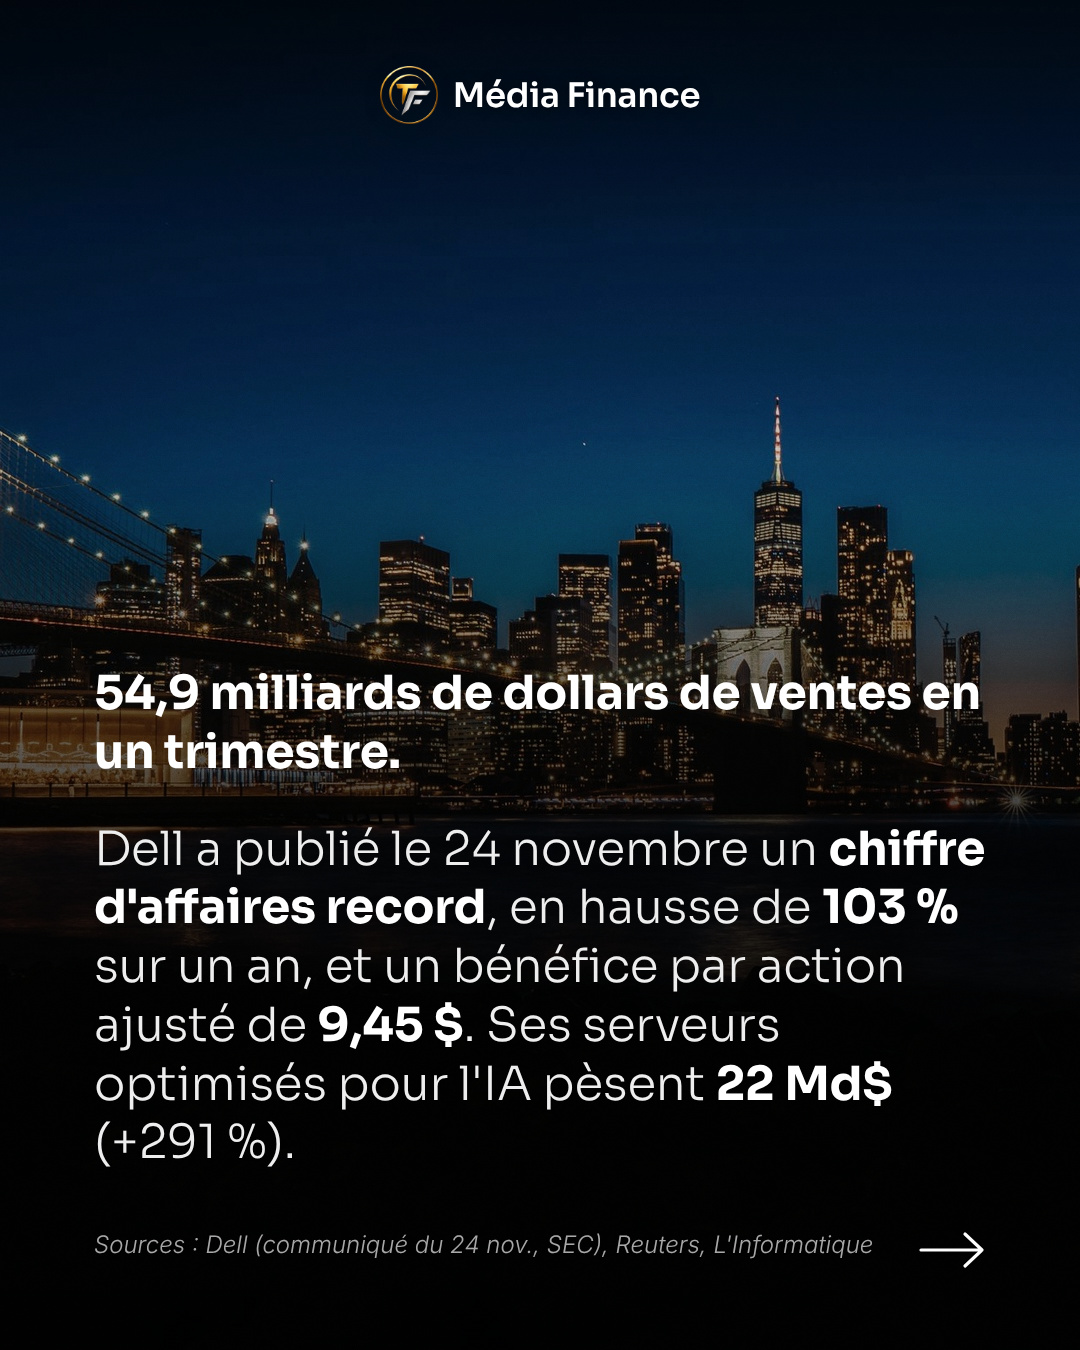 TF Média Finance
54,9 milliards de dollars de ventes en
un trimestre.
Dell a publié le 24 novembre un chiffre
d'affaires record, en hausse de 103 %
sur un an, et un bénéfice par action
ajusté de 9,45 $. Ses serveurs
optimisés pour l'IA pèsent 22 Md$
(+291 %).
Sources : Dell (communiqué du 24 nov., SEC), Reuters, L'Informatique